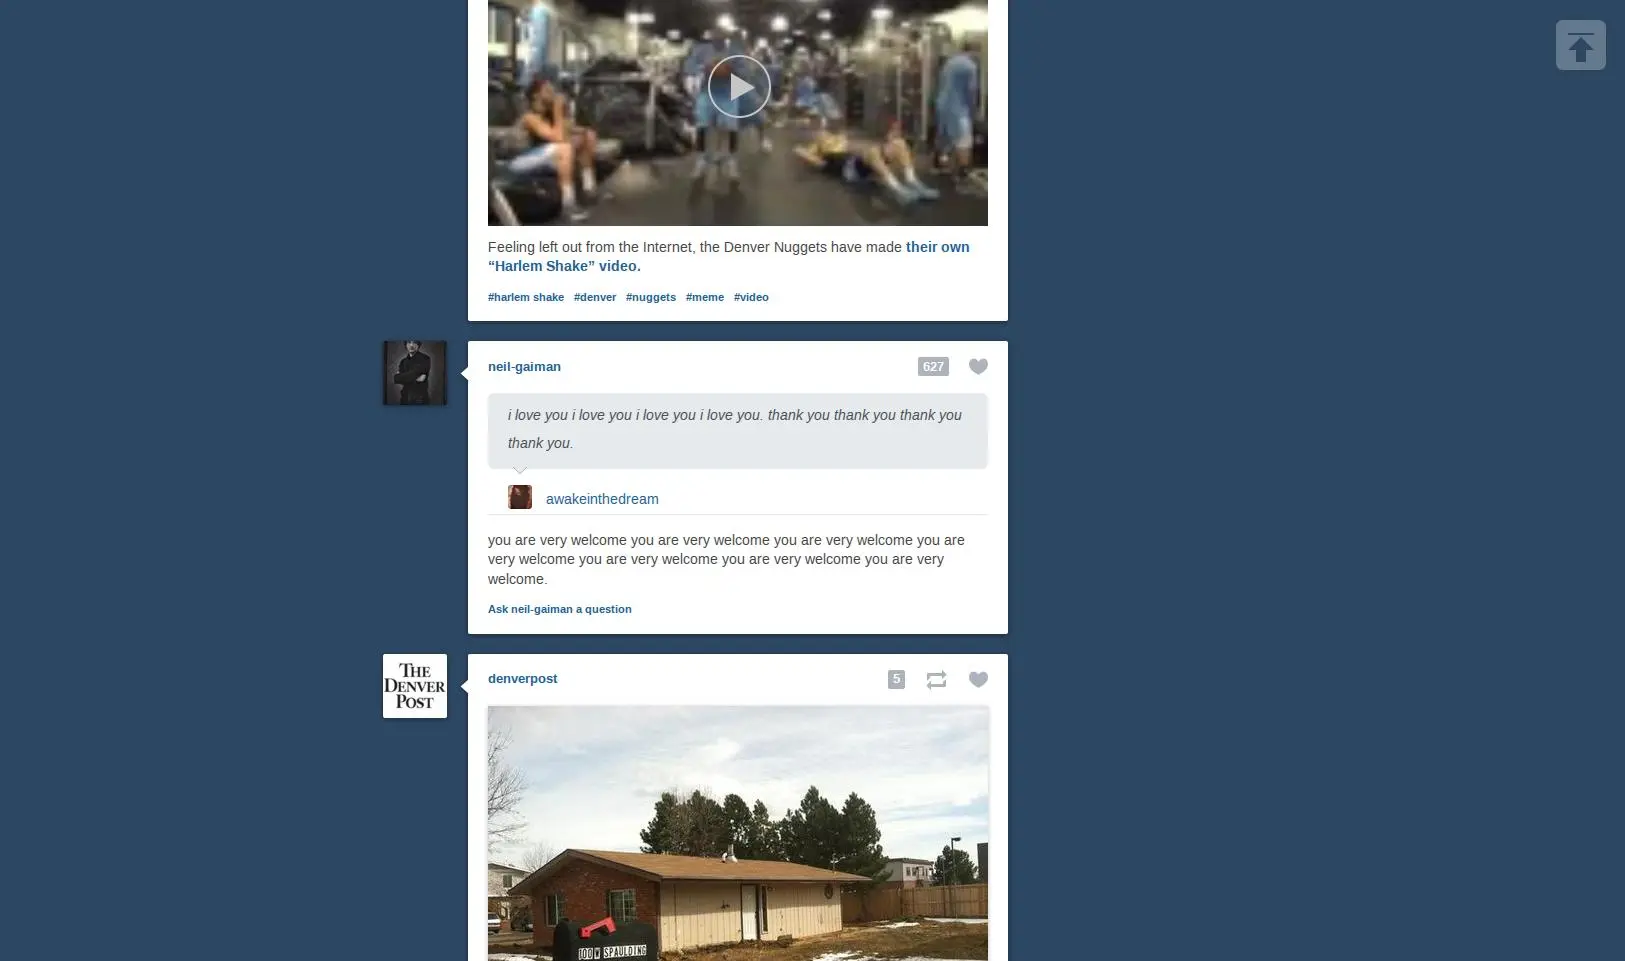 Feeling left out from the Internet, the Denver Nuggets have made their own
“Harlem Shake” video.
#harlem shake #denver #nuggets #meme #video
neil-gaiman 627
i love you i love you i love you i love you. thank you thank you thank you
thank you.
awakeinthedream
you are very welcome you are very welcome you are very welcome you are
very welcome you are very welcome you are very welcome you are very
welcome.
Ask neil-gaiman a question
THE
DENVER
POST
denverpost 5
100 W SPAULDING